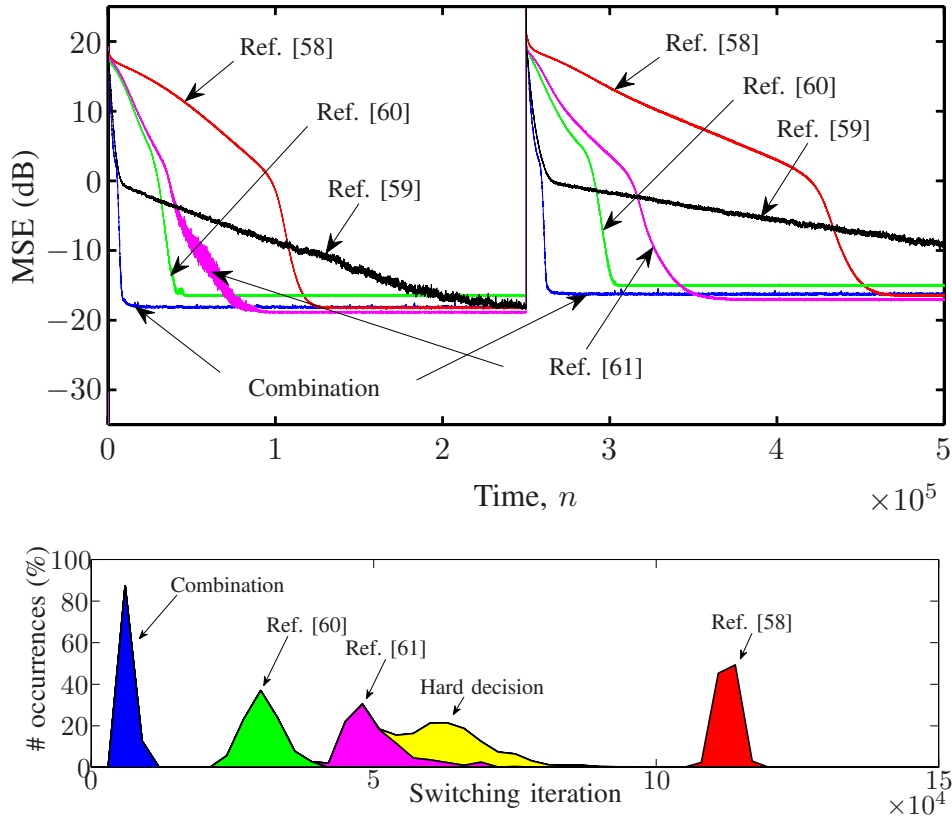 20
10
0
−10
−20
−30
MSE (dB)
Ref. [58]
Ref. [60]
Ref. [59]
Combination
Ref. [61]
Ref. [58]
Ref. [60]
Ref. [59]
0
1
2
3
4
5
Time, n
×10^5
100
80
60
40
20
0
# occurrences (%)
Combination
Ref. [60]
Ref. [61]
Hard decision
Ref. [58]
0
5
10
15
Switching iteration
×10^4